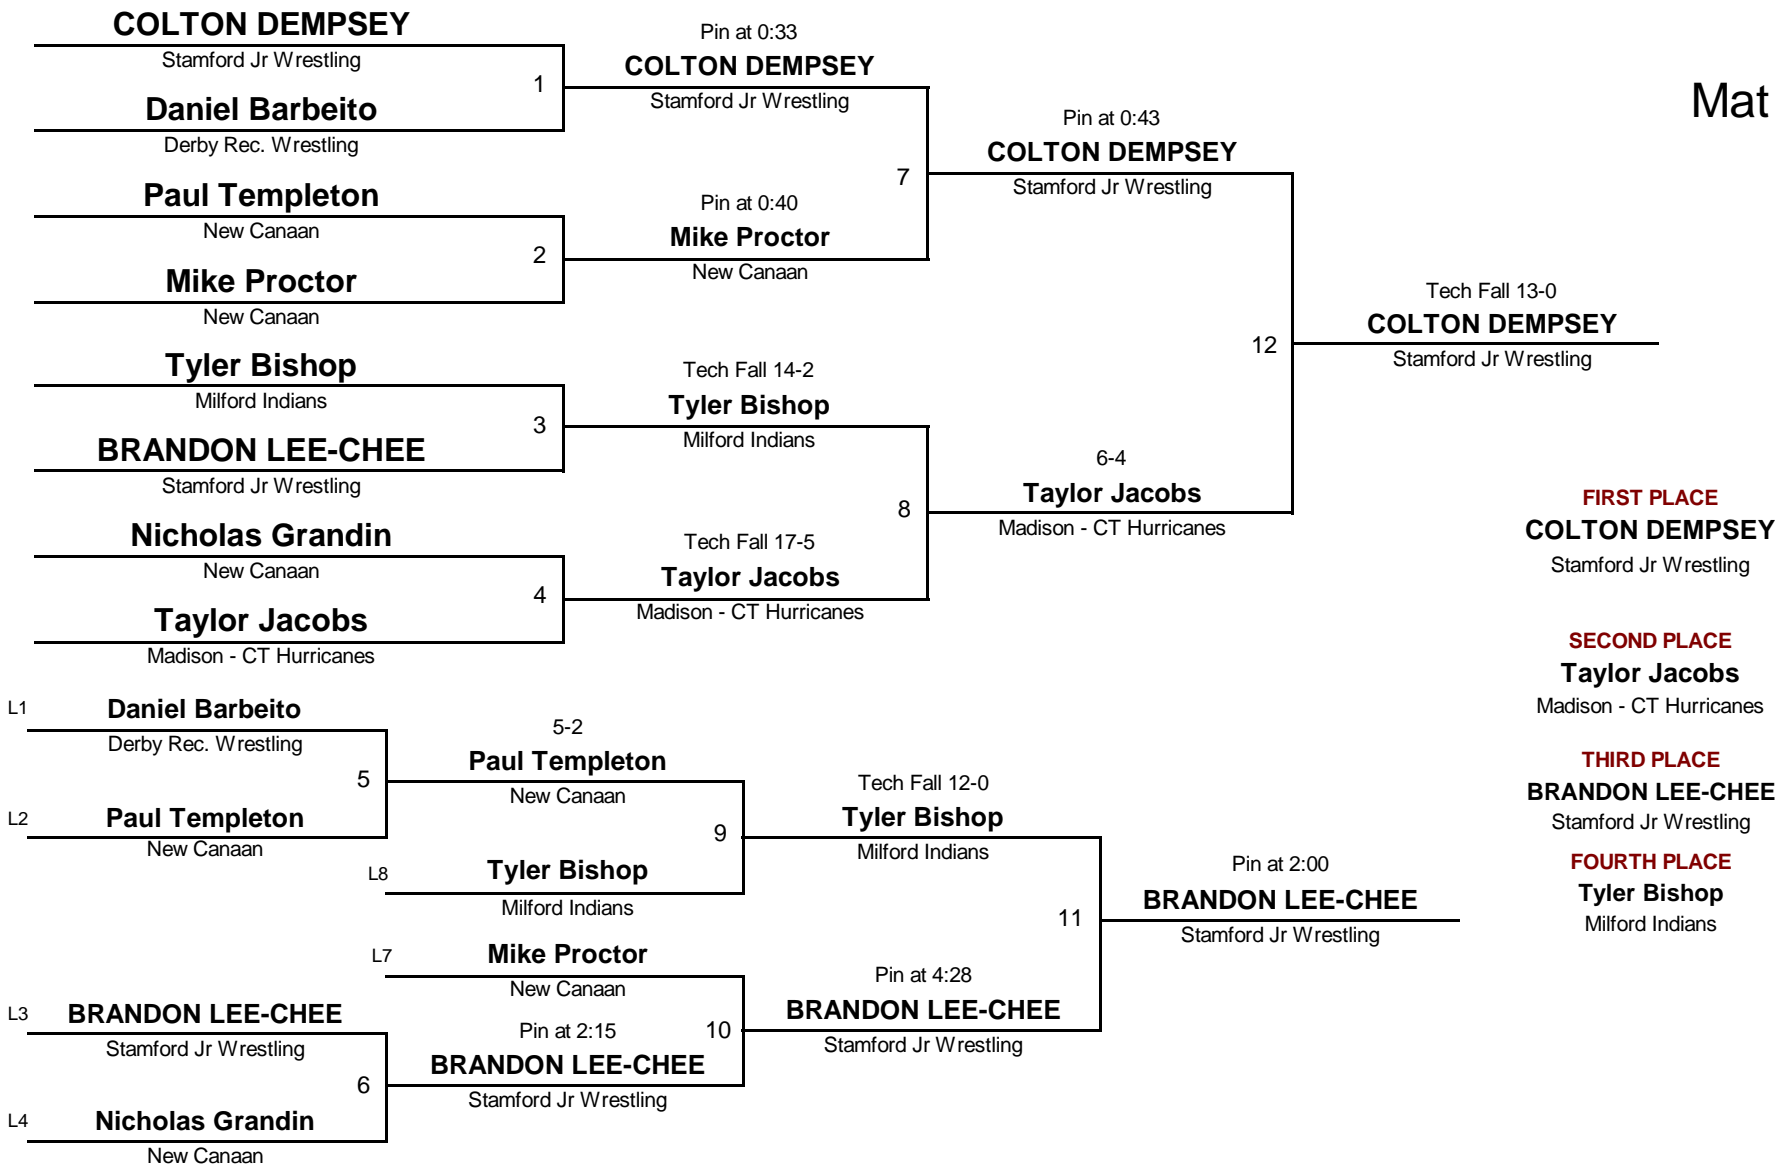 COLTON DEMPSEY
Stamford Jr Wrestling
1
Daniel Barbeito
Derby Rec. Wrestling
Paul Templeton
New Canaan
2
Mike Proctor
New Canaan
Tyler Bishop
Milford Indians
3
BRANDON LEE-CHEE
Stamford Jr Wrestling
Nicholas Grandin
New Canaan
4
Taylor Jacobs
Madison - CT Hurricanes
Pin at 0:33
COLTON DEMPSEY
Stamford Jr Wrestling
7
Pin at 0:40
Mike Proctor
New Canaan
Tech Fall 14-2
Tyler Bishop
Milford Indians
8
Tech Fall 17-5
Taylor Jacobs
Madison - CT Hurricanes
Pin at 0:43
COLTON DEMPSEY
Stamford Jr Wrestling
12
6-4
Taylor Jacobs
Madison - CT Hurricanes
Tech Fall 13-0
COLTON DEMPSEY
Stamford Jr Wrestling
Mat
FIRST PLACE
COLTON DEMPSEY
Stamford Jr Wrestling
SECOND PLACE
Taylor Jacobs
Madison - CT Hurricanes
THIRD PLACE
BRANDON LEE-CHEE
Stamford Jr Wrestling
FOURTH PLACE
Tyler Bishop
Milford Indians
L1
Daniel Barbeito
Derby Rec. Wrestling
5
L2
Paul Templeton
New Canaan
5-2
Paul Templeton
New Canaan
9
L8
Tyler Bishop
Milford Indians
L7
Mike Proctor
New Canaan
10
L3
BRANDON LEE-CHEE
Stamford Jr Wrestling
6
L4
Nicholas Grandin
New Canaan
Pin at 2:15
BRANDON LEE-CHEE
Stamford Jr Wrestling
Tech Fall 12-0
Tyler Bishop
Milford Indians
11
Pin at 4:28
BRANDON LEE-CHEE
Stamford Jr Wrestling
Pin at 2:00
BRANDON LEE-CHEE
Stamford Jr Wrestling